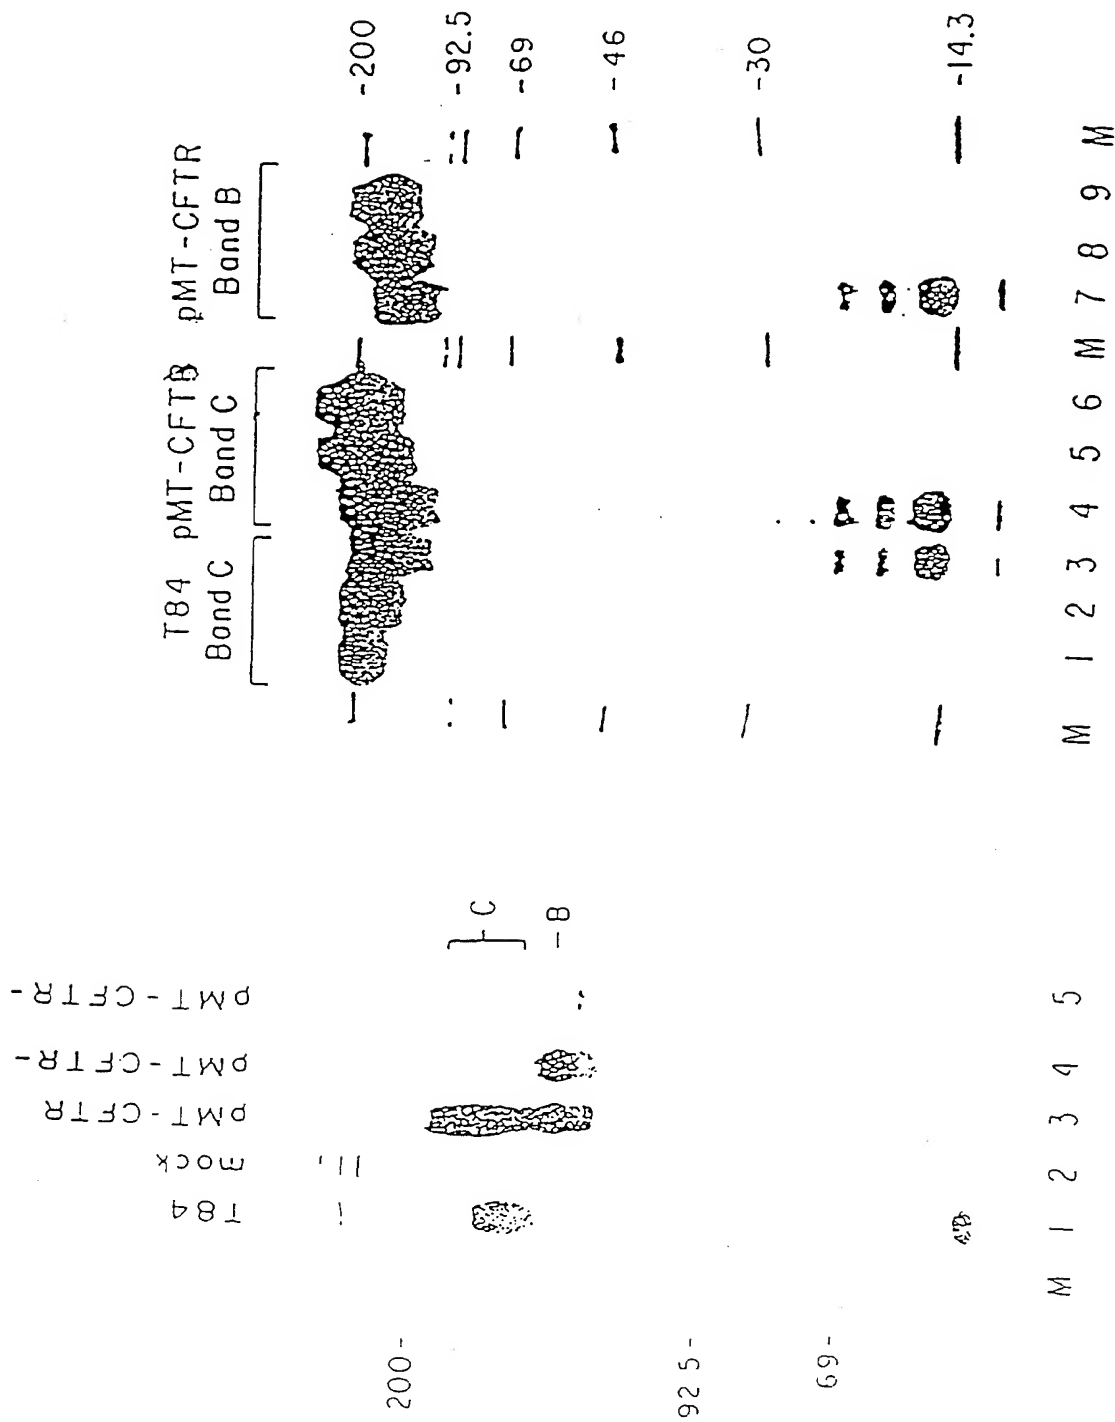 T84 pMT-CFTR pMT-CFTR
Band C Band C Band B
-200
-92.5
-69
-46
-30
-14.3
M 1 2 3 4 5 6 M 7 8 9 M
T84
mock
pMT-CFTR
pMT-CFTR-
pMT-CFTR-
C
-B
200-
92 5-
69-
M 1 2 3 4 5